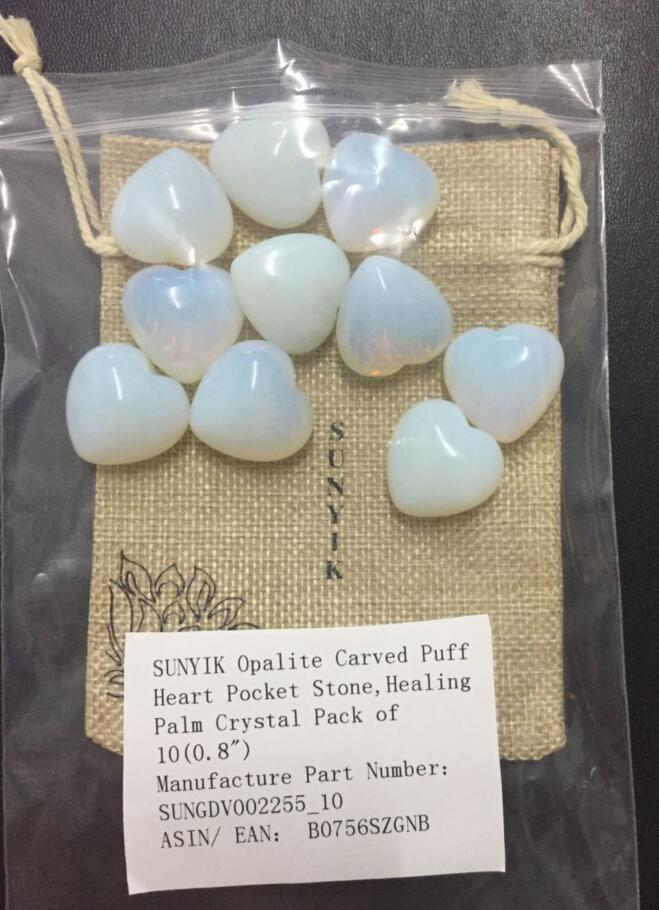 SUNYIK
SUNYIK Opalite Carved Puff
Heart Pocket Stone,Healing
Palm Crystal Pack of
10(0.8″)
Manufacture Part Number:
SUNGDV002255_10
ASIN/ EAN: B0756SZGNB